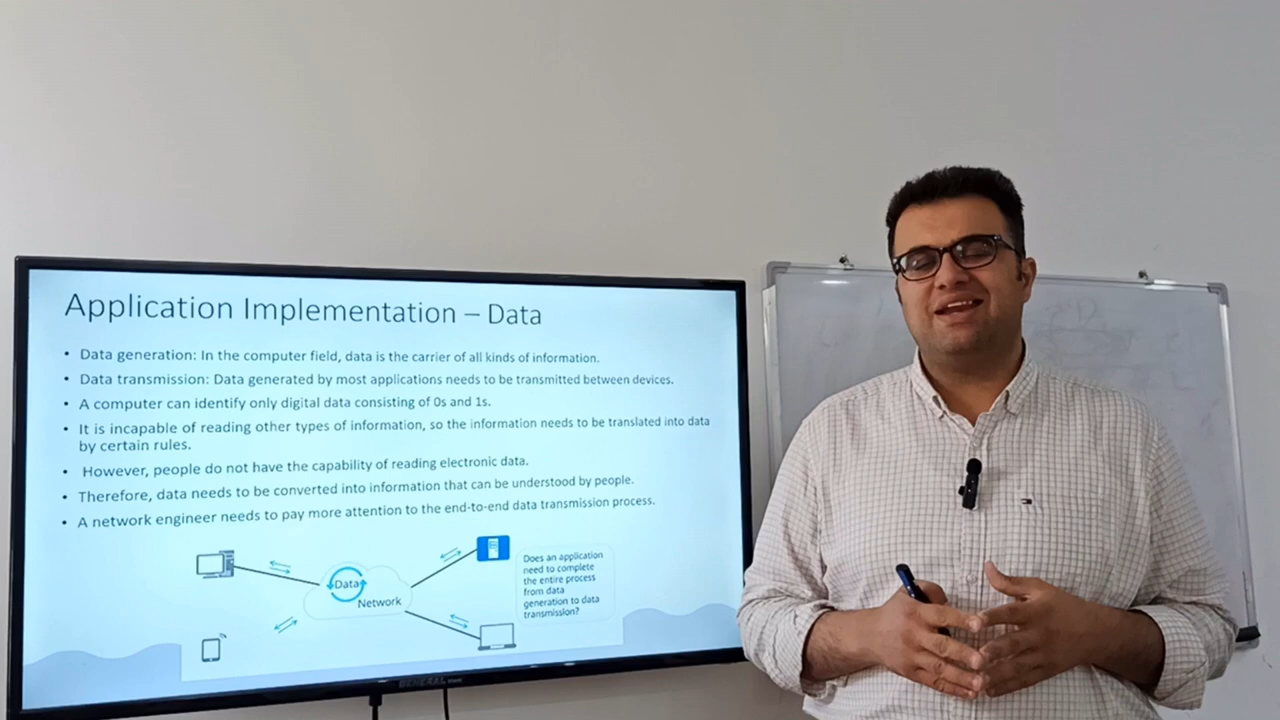 Application Implementation – Data
• Data generation: In the computer field, data is the carrier of all kinds of information.
• Data transmission: Data generated by most applications needs to be transmitted between devices.
• A computer can identify only digital data consisting of 0s and 1s.
• It is incapable of reading other types of information, so the information needs to be translated into data
by certain rules.
• However, people do not have the capability of reading electronic data.
• Therefore, data needs to be converted into information that can be understood by people.
• A network engineer needs to pay more attention to the end-to-end data transmission process.
Data
Network
Does an application
need to complete
the entire process
from data
generation to data
transmission?
GENERAL